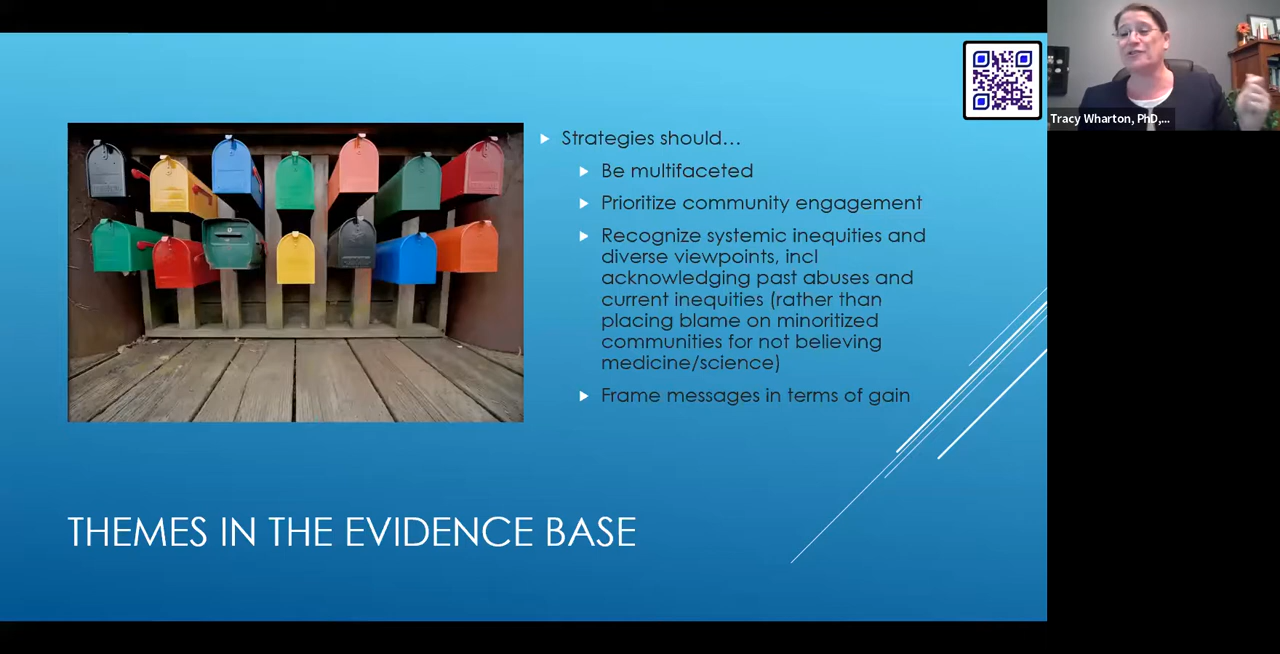 Strategies should…
Be multifaceted
Prioritize community engagement
Recognize systemic inequities and
diverse viewpoints, incl
acknowledging past abuses and
current inequities (rather than
placing blame on minoritized
communities for not believing
medicine/science)
Frame messages in terms of gain
THEMES IN THE EVIDENCE BASE
Tracy Wharton, PhD,...